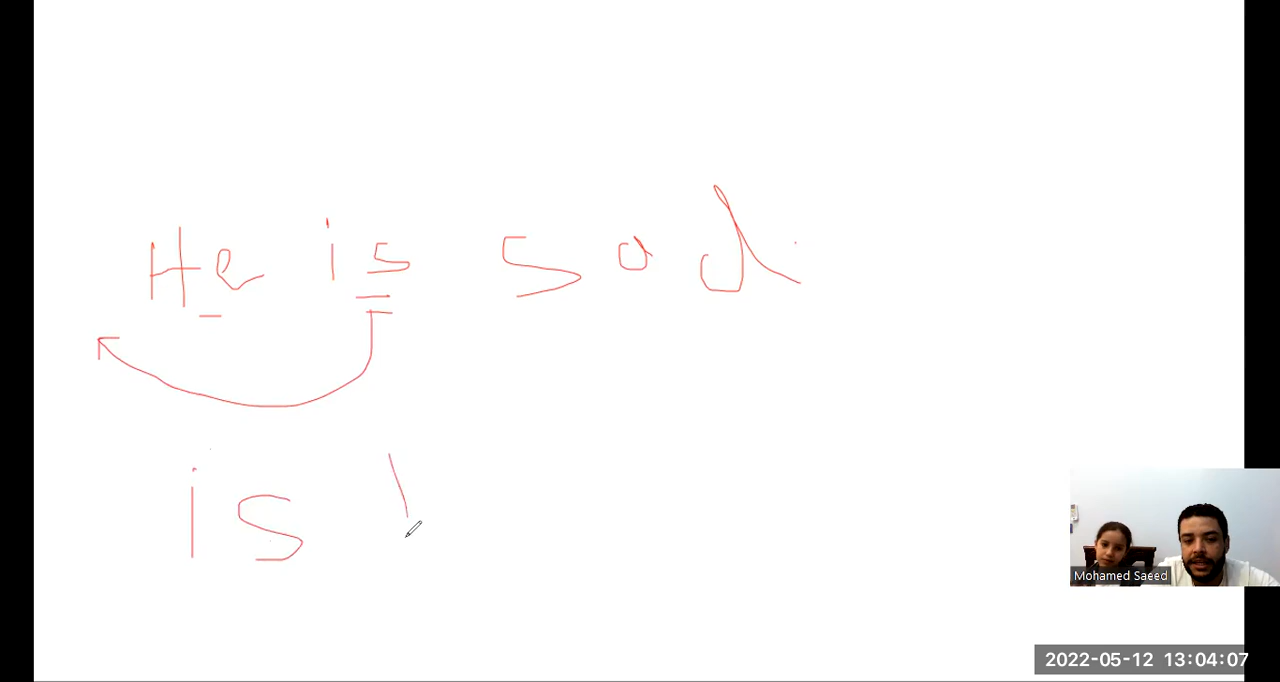 He is sad.
is
Mohamed Saeed
2022-05-12 13:04:07